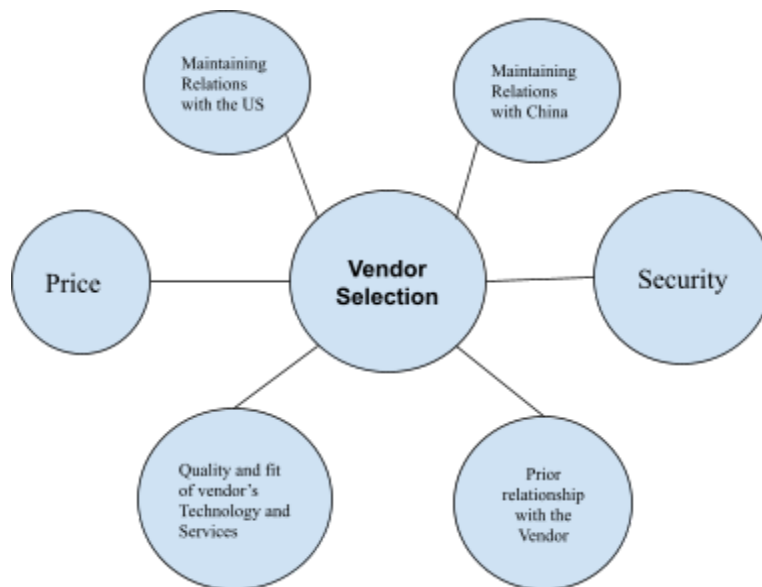 Maintaining
Relations
with the US
Maintaining
Relations
with China
Price
Vendor
Selection
Security
Quality and fit
of vendor's
Technology and
Services
Prior
relationship
with the
Vendor